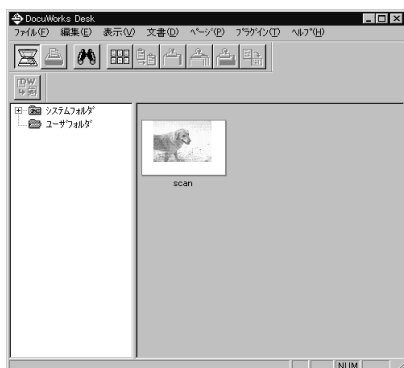 DocuWorks Desk
ファイル(F) 編集(E) 表示(V) 文書(D) ページ(P) プラグイン(T) ヘルプ(H)
DW
システムフォルダ
ユーザフォルダ
scan
NUM